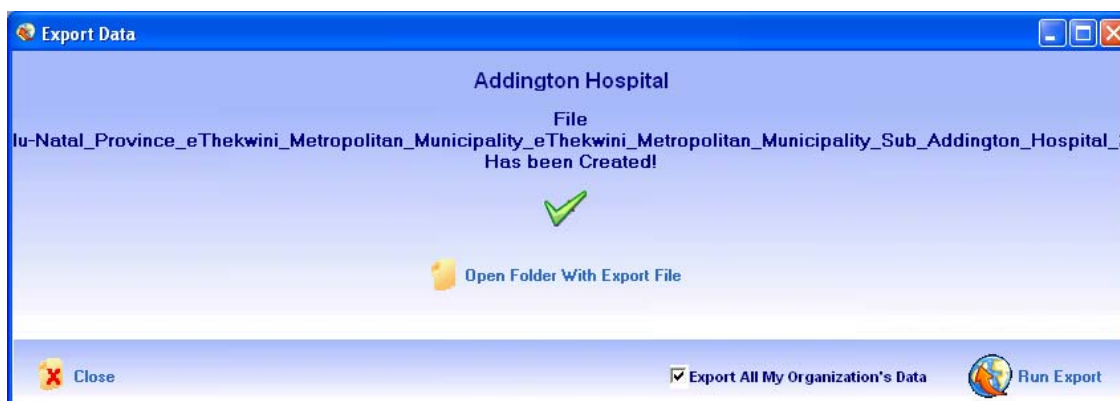 Export Data
Addington Hospital
File
lu-Natal_Province_eThekwini_Metropolitan_Municipality_eThekwini_Metropolitan_Municipality_Sub_Addington_Hospital_
Has been Created!
Open Folder With Export File
Close
Export All My Organization's Data
Run Export